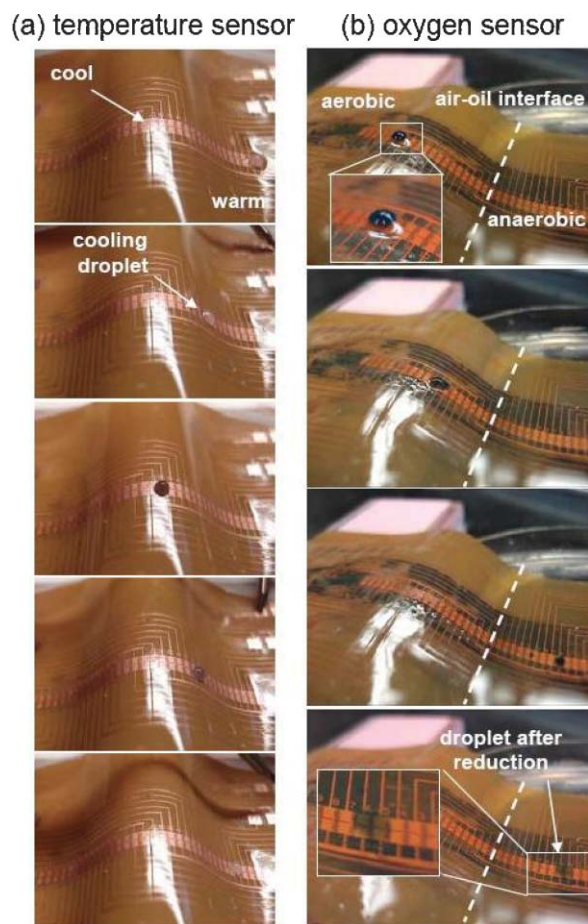 (a) temperature sensor
(b) oxygen sensor
cool
warm
cooling
droplet
aerobic
air-oil interface
anaerobic
droplet after
reduction